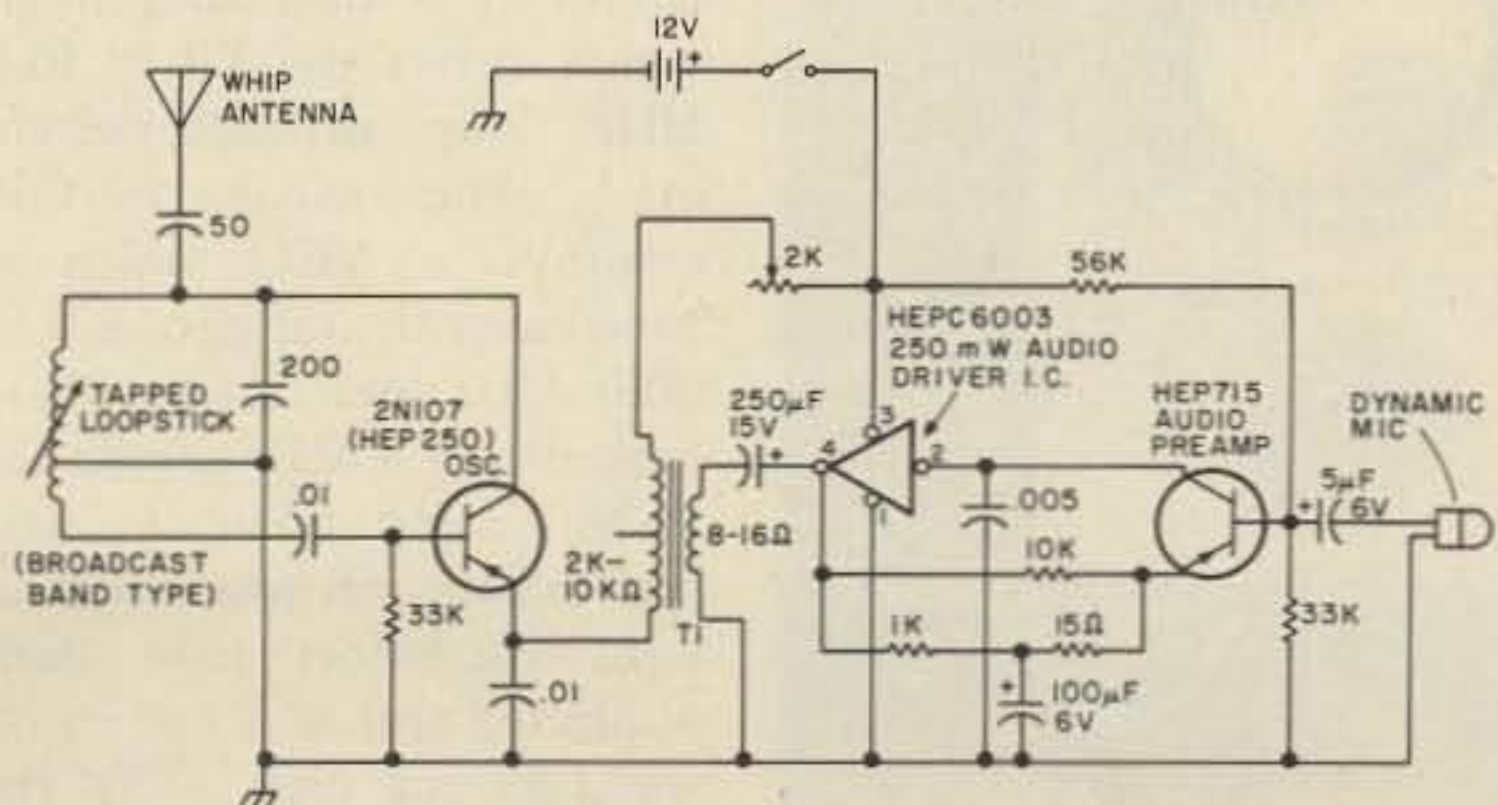 12V
+
WHIP
ANTENNA
50
2K
56K
HEPC6003
250 mW AUDIO
DRIVER I.C.
200
TAPPED
LOOPSTICK
2N107
(HEP 250)
OSC.
250µF
15V
+
4
3
2
1
HEP715
AUDIO
PREAMP
DYNAMIC
MIC
5µF
+
6V
.01
.005
8-16Ω
(BROADCAST
BAND TYPE)
2K-
10KΩ
10K
33K
T1
1K
15Ω
33K
.01
+
100µF
6V